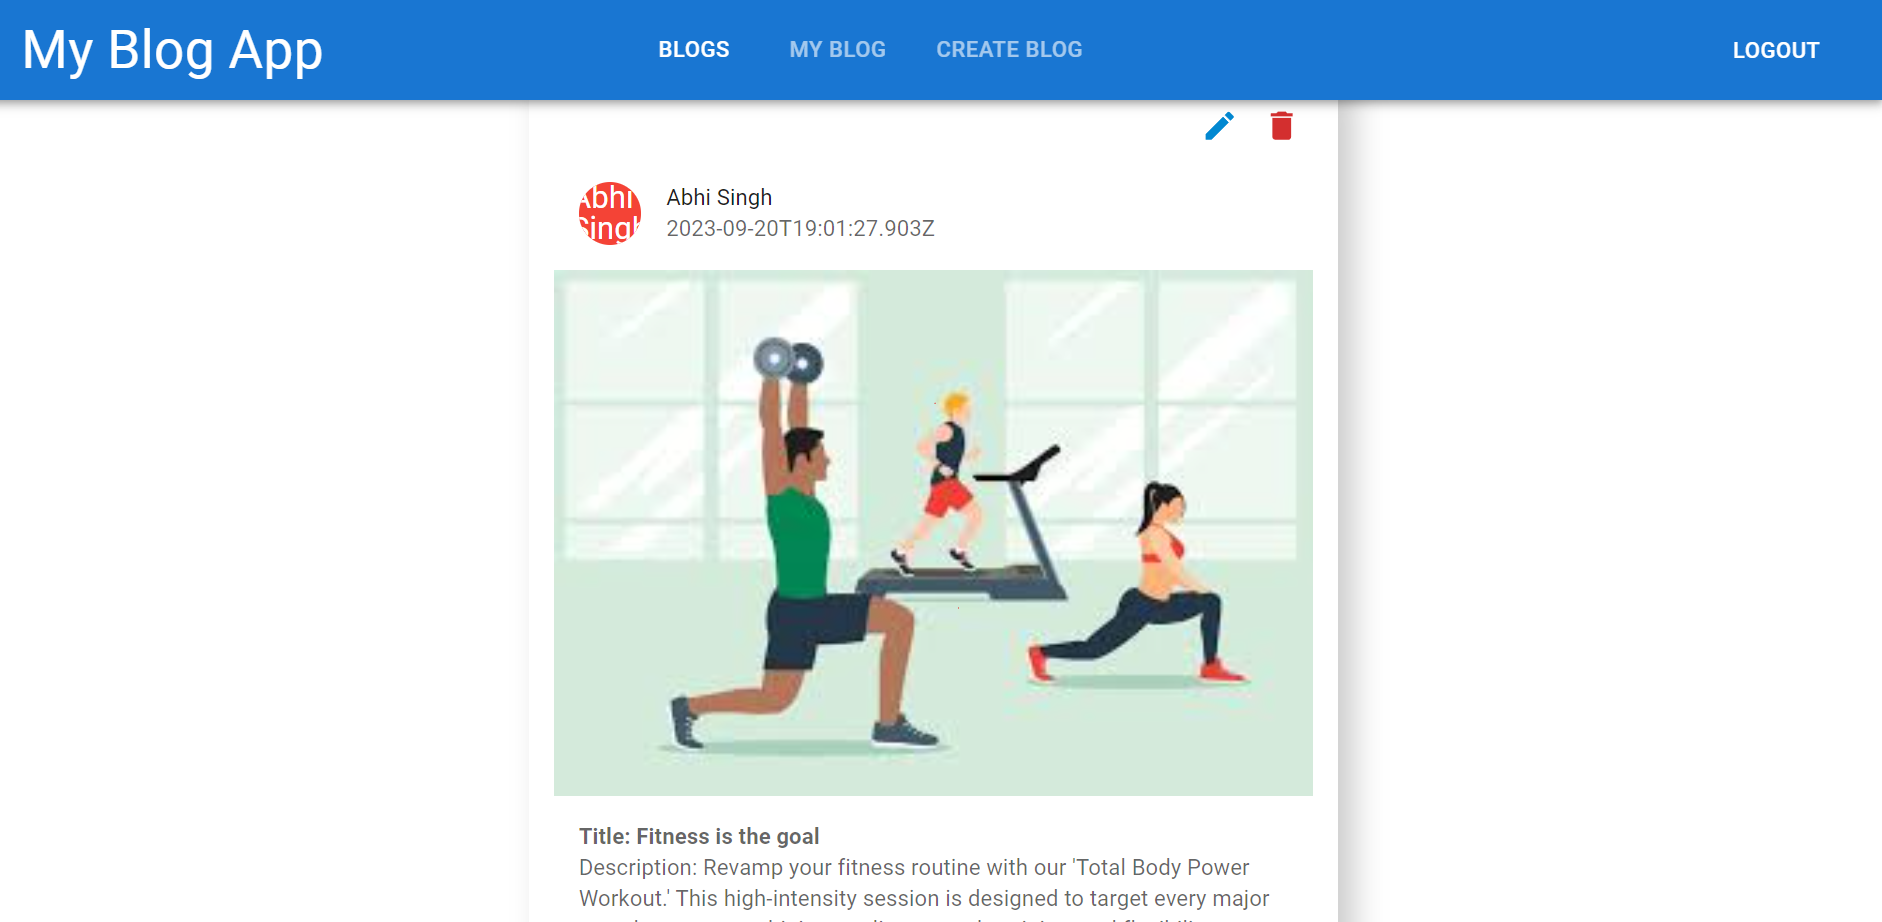 My Blog App
BLOGS
MY BLOG
CREATE BLOG
LOGOUT
Abhi
Singh
Abhi Singh
2023-09-20T19:01:27.903Z
Title: Fitness is the goal
Description: Revamp your fitness routine with our 'Total Body Power
Workout.' This high-intensity session is designed to target every major